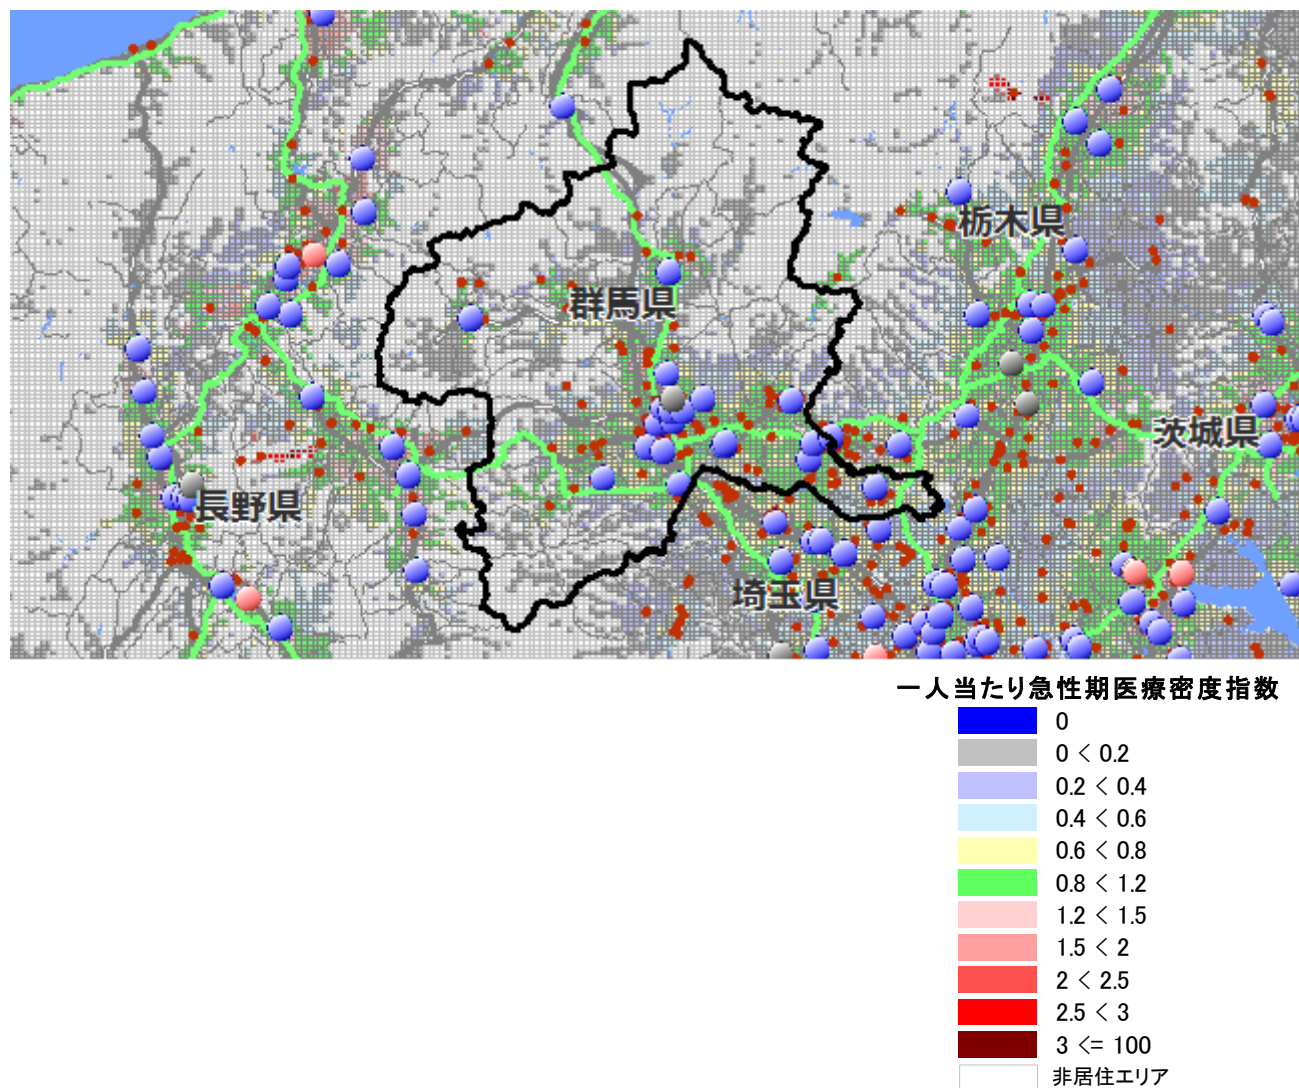 栃木県
群馬県
茨城県
長野県
埼玉県
一人当たり急性期医療密度指数
0
0 < 0.2
0.2 < 0.4
0.4 < 0.6
0.6 < 0.8
0.8 < 1.2
1.2 < 1.5
1.5 < 2
2 < 2.5
2.5 < 3
3 <= 100
非居住エリア